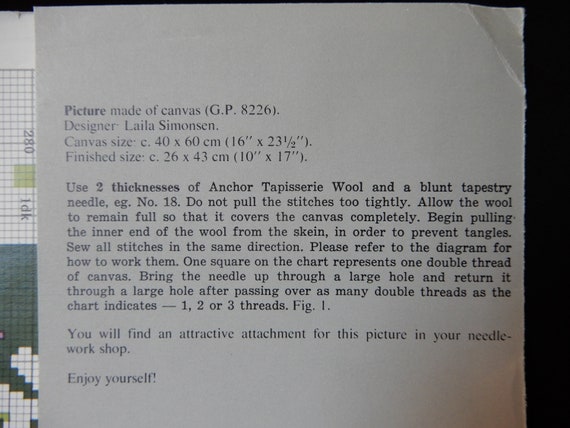 Picture made of canvas (G.P. 8226).
Designer: Laila Simonsen.
Canvas size: c. 40 x 60 cm (16" x 23½").
Finished size: c. 26 x 43 cm (10" x 17").
Use 2 thicknesses of Anchor Tapisserie Wool and a blunt tapestry
needle, eg. No. 18. Do not pull the stitches too tightly. Allow the wool
to remain full so that it covers the canvas completely. Begin pulling
the inner end of the wool from the skein, in order to prevent tangles.
Sew all stitches in the same direction. Please refer to the diagram for
how to work them. One square on the chart represents one double thread
of canvas. Bring the needle up through a large hole and return it
through a large hole after passing over as many double threads as the
chart indicates — 1, 2 or 3 threads. Fig. 1.
You will find an attractive attachment for this picture in your needle-
work shop.
Enjoy yourself!
280
1dk